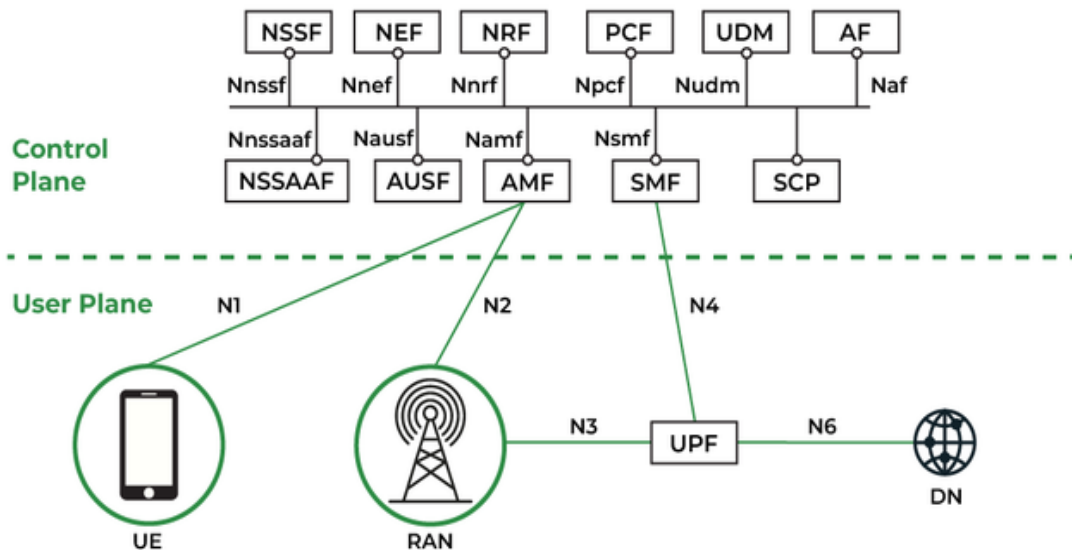 NSSF NEF NRF PCF UDM AF
Nnssf Nnef Nnrf Npcf Nudm Naf
Nnssaaf Nausf Namf Nsmf
Control
Plane
NSSAAF AUSF AMF SMF SCP
User Plane N1 N2 N4
N3 N6
UPF
DN
UE RAN